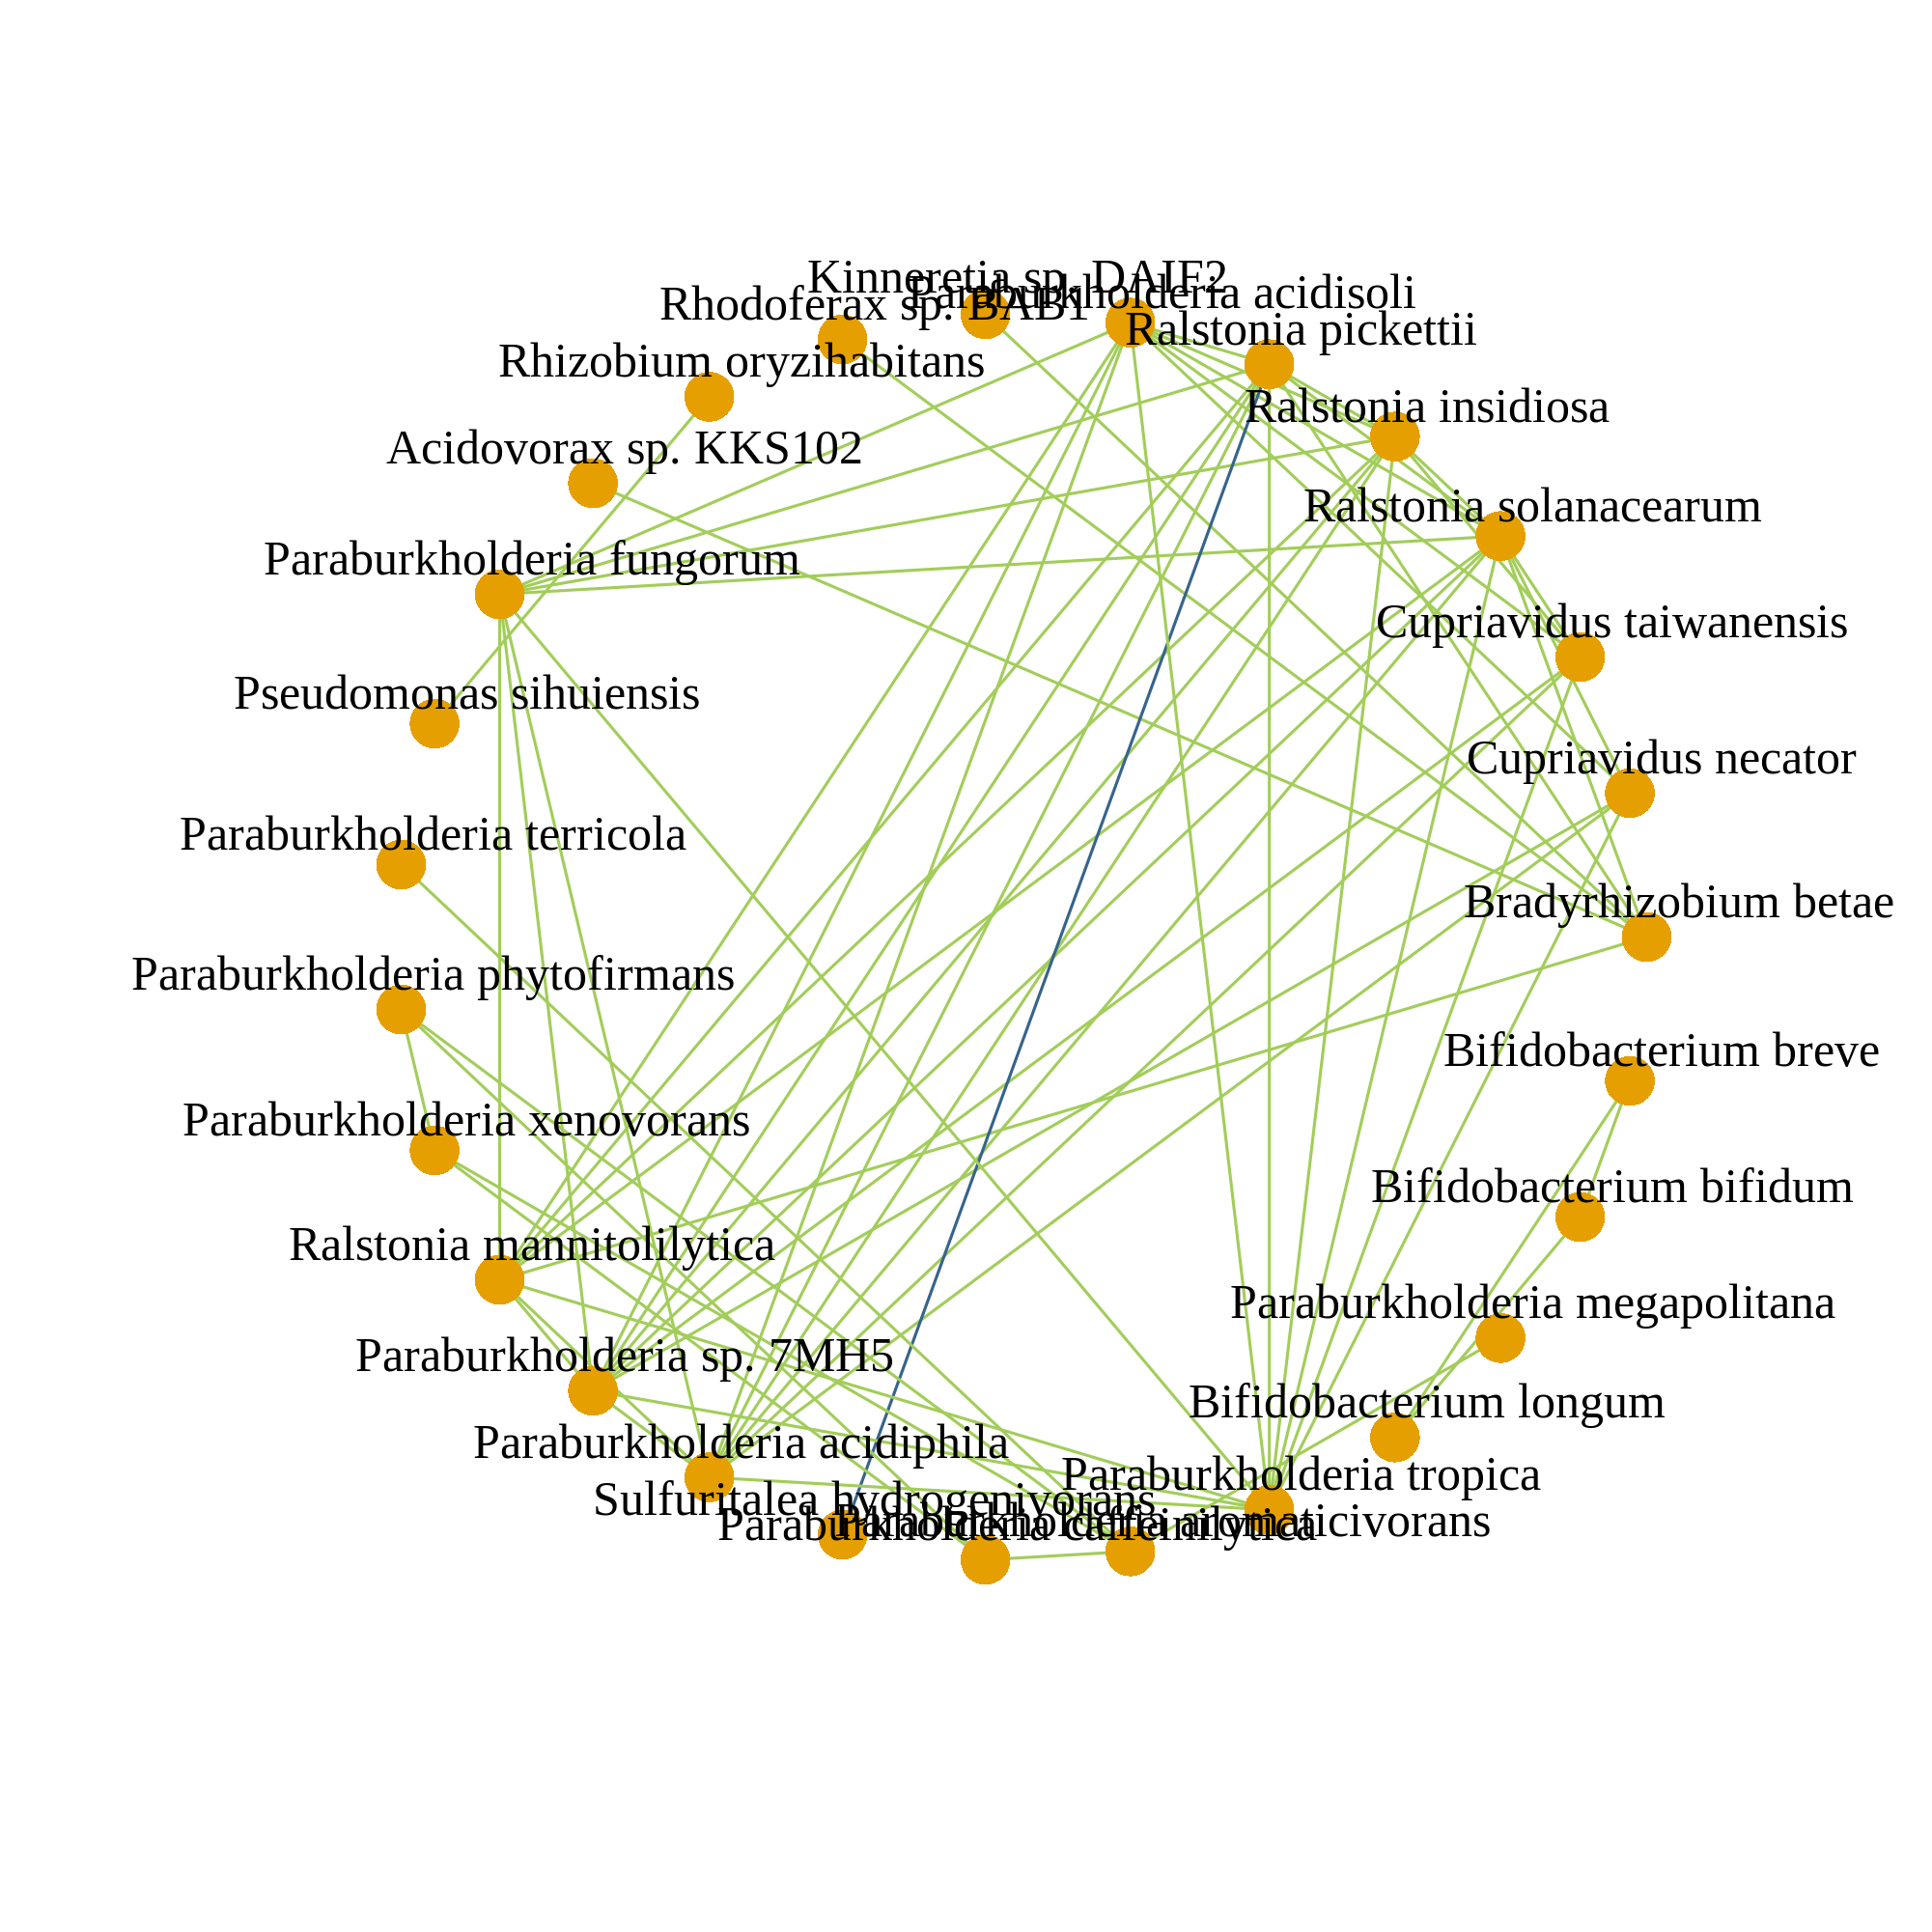 Kinneretia sp. DAIF2
Paraburkholderia acidisoli
Rhodoferax sp. BAB1
Ralstonia pickettii
Rhizobium oryzihabitans
Ralstonia insidiosa
Acidovorax sp. KKS102
Ralstonia solanacearum
Paraburkholderia fungorum
Cupriavidus taiwanensis
Pseudomonas sihuiensis
Cupriavidus necator
Paraburkholderia terricola
Bradyrhizobium betae
Paraburkholderia phytofirmans
Bifidobacterium breve
Paraburkholderia xenovorans
Bifidobacterium bifidum
Ralstonia mannitolilytica
Paraburkholderia megapolitana
Paraburkholderia sp. 7MH5
Bifidobacterium longum
Paraburkholderia acidiphila
Paraburkholderia tropica
Sulfuritalea hydrogenivorans
Paraburkholderia aromaticivorans
Paraburkholderia caffeinilytica